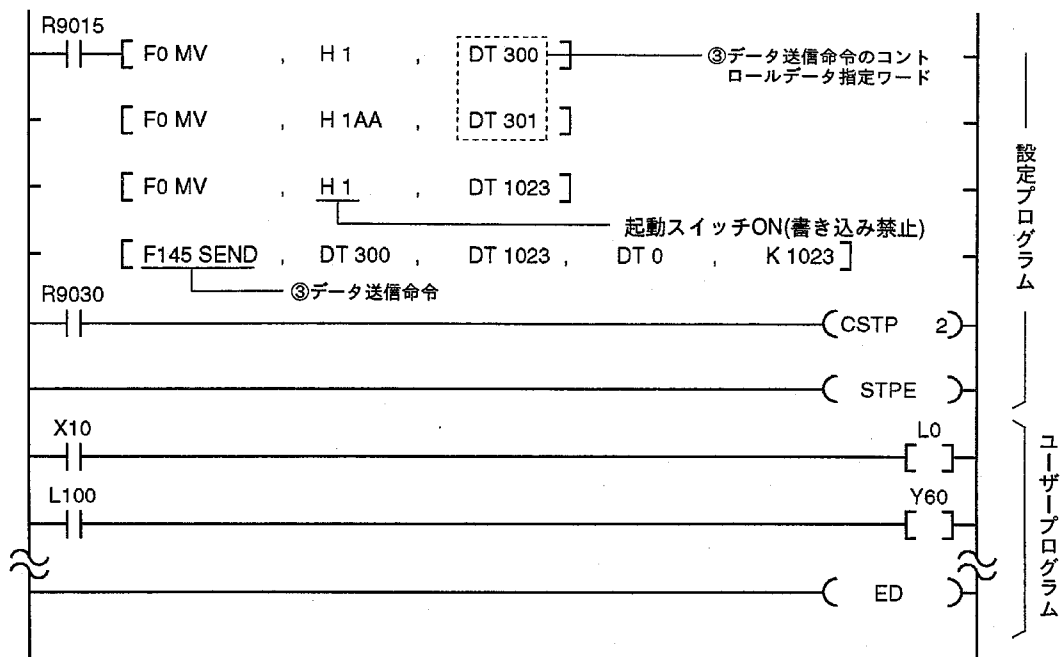 R9015
[ F0 MV , H 1 , DT 300 ]
③データ送信命令のコント
ロールデータ指定ワード
[ F0 MV , H 1AA , DT 301 ]
[ F0 MV , H 1 , DT 1023 ]
起動スイッチON(書き込み禁止)
[ F145 SEND , DT 300 , DT 1023 , DT 0 , K 1023 ]
③データ送信命令
R9030
( CSTP 2 )
( STPE )
設定プログラム
X10 L0
L100 Y60
( ED )
ユーザープログラム